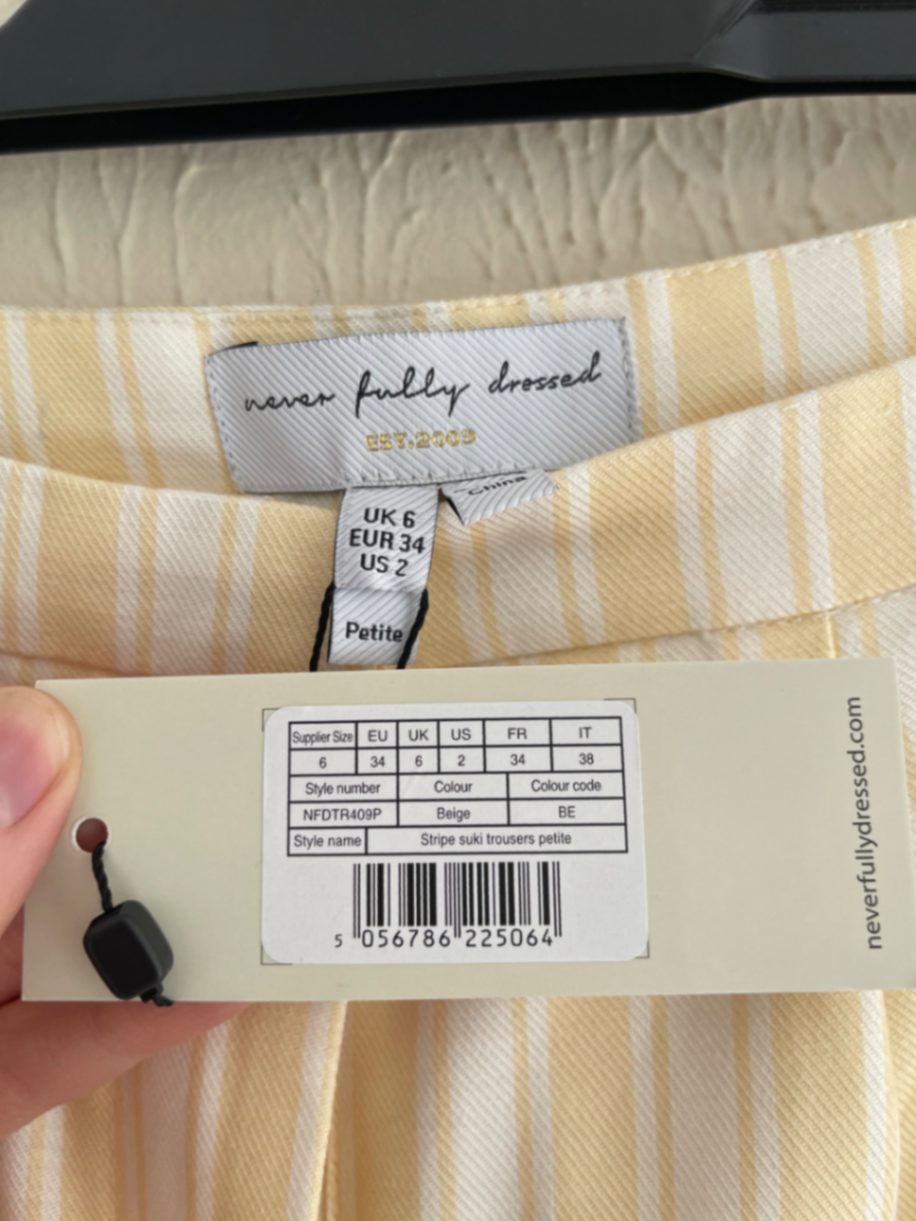 never fully dressed
EST.2009
China
UK 6
EUR 34
US 2
Petite
Supplier Size EU UK US FR IT
6 34 6 2 34 38
Style number Colour Colour code
NFDTR409P Beige BE
Style name Stripe suki trousers petite
5 056786 225064
neverfullydressed.com